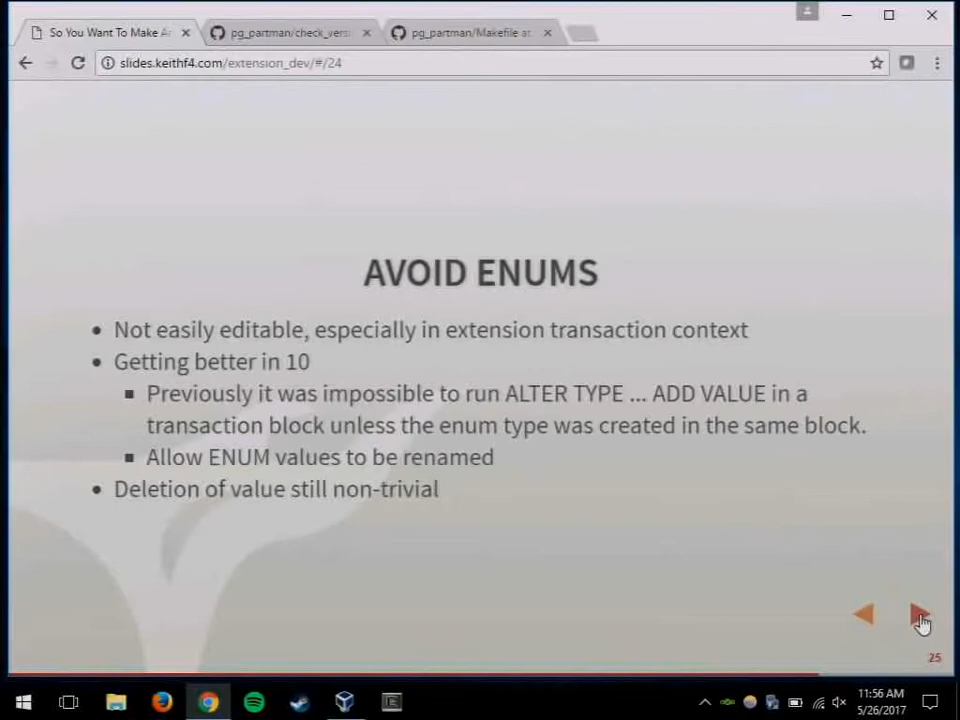 So You Want To Make A
pg_partman/check_vers
pg_partman/Makefile at
slides.keithf4.com/extension_dev/#/24
AVOID ENUMS
Not easily editable, especially in extension transaction context
Getting better in 10
Previously it was impossible to run ALTER TYPE ... ADD VALUE in a
transaction block unless the enum type was created in the same block.
Allow ENUM values to be renamed
Deletion of value still non-trivial
25
11:56 AM
5/26/2017